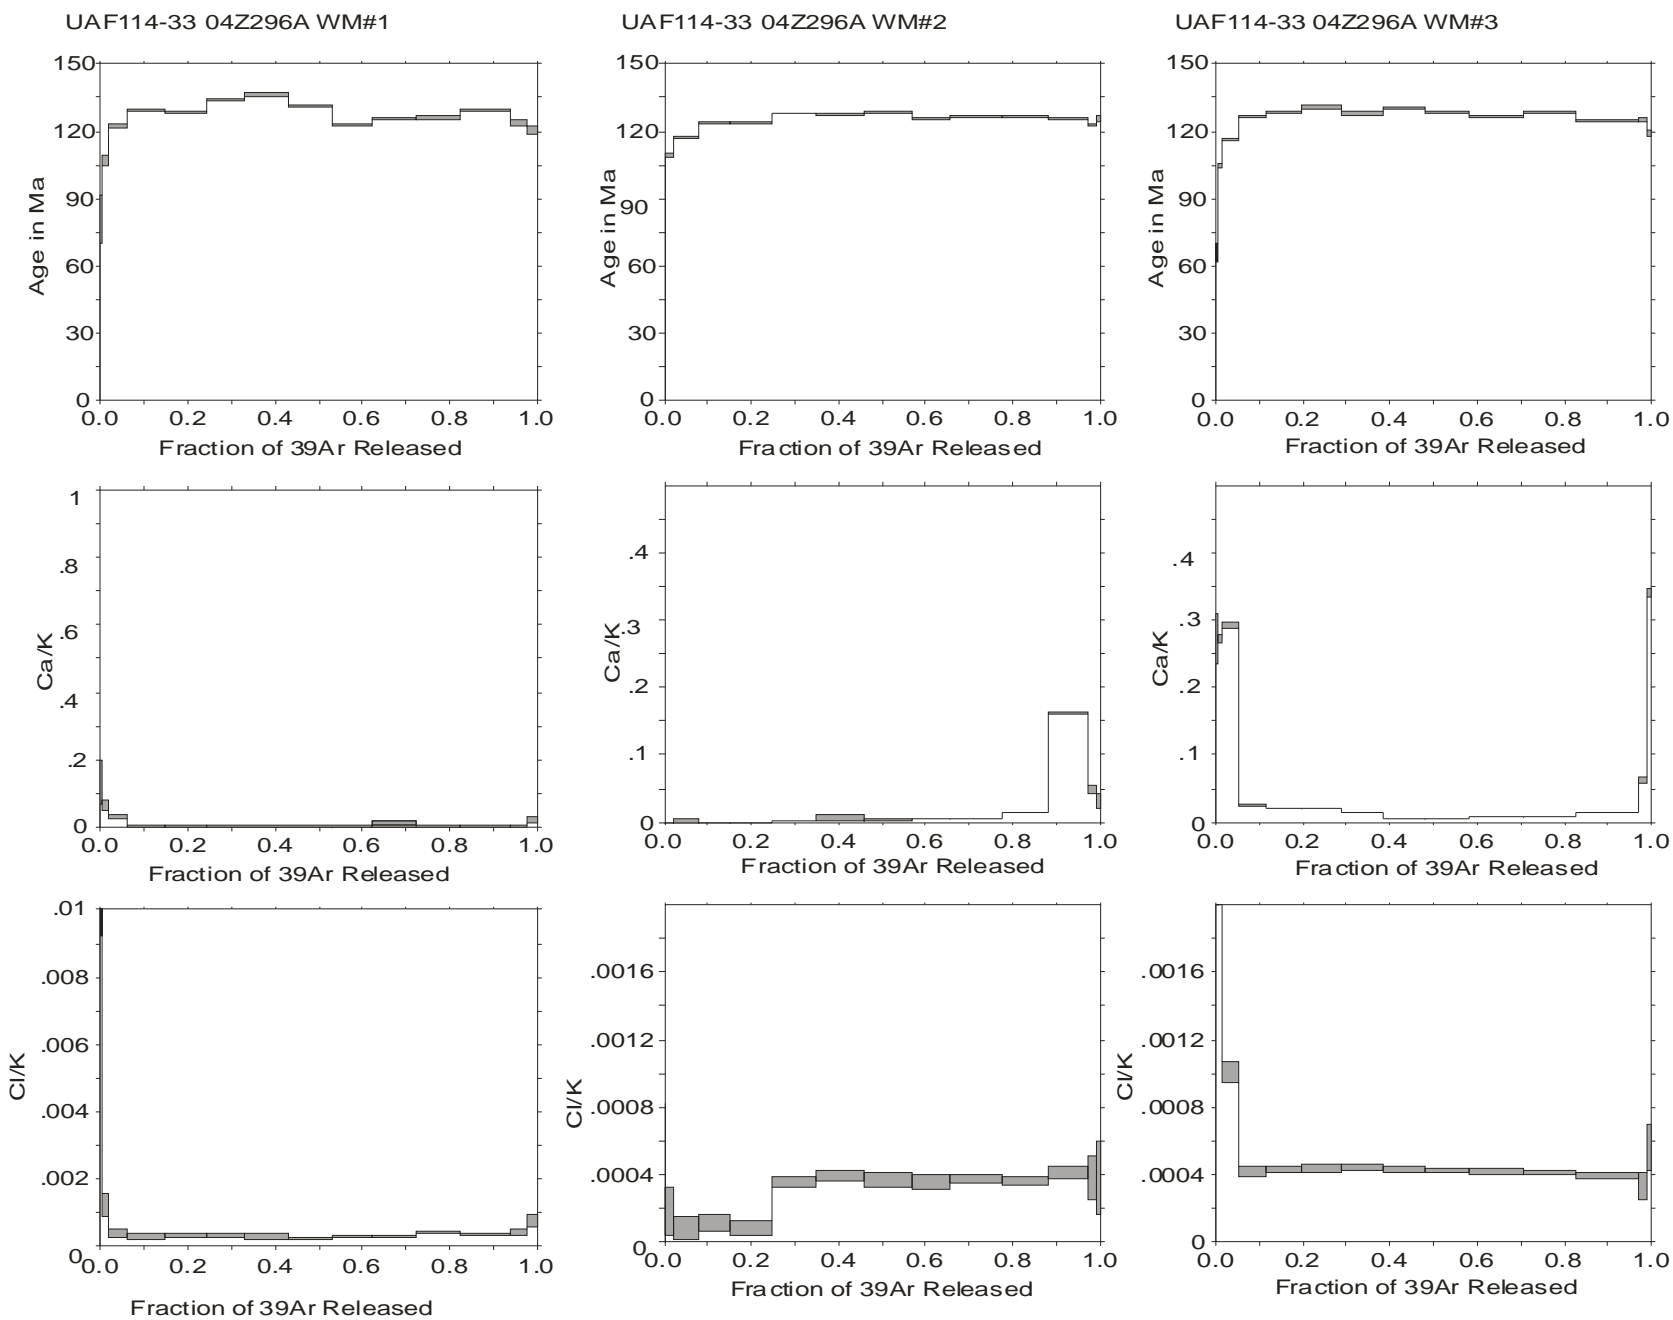 UAF114-33 04Z296A WM#1
150
120
90
60
30
0
Age in Ma
0.0 0.2 0.4 0.6 0.8 1.0
Fraction of 39Ar Released
UAF114-33 04Z296A WM#2
150
120
90
60
30
0
Age in Ma
0.0 0.2 0.4 0.6 0.8 1.0
Fraction of 39Ar Released
UAF114-33 04Z296A WM#3
150
120
90
60
30
0
Age in Ma
0.0 0.2 0.4 0.6 0.8 1.0
Fraction of 39Ar Released
1
.8
.6
.4
.2
0
Ca/K
0.0 0.2 0.4 0.6 0.8 1.0
Fraction of 39Ar Released
.4
.3
.2
.1
0
Ca/K
0.0 0.2 0.4 0.6 0.8 1.0
Fraction of 39Ar Released
.4
.3
.2
.1
0
Ca/K
0.0 0.2 0.4 0.6 0.8 1.0
Fraction of 39Ar Released
.01
.008
.006
.004
.002
0
Cl/K
0.0 0.2 0.4 0.6 0.8 1.0
Fraction of 39Ar Released
.0016
.0012
.0008
.0004
0
Cl/K
0.0 0.2 0.4 0.6 0.8 1.0
Fraction of 39Ar Released
.0016
.0012
.0008
.0004
0
Cl/K
0.0 0.2 0.4 0.6 0.8 1.0
Fraction of 39Ar Released